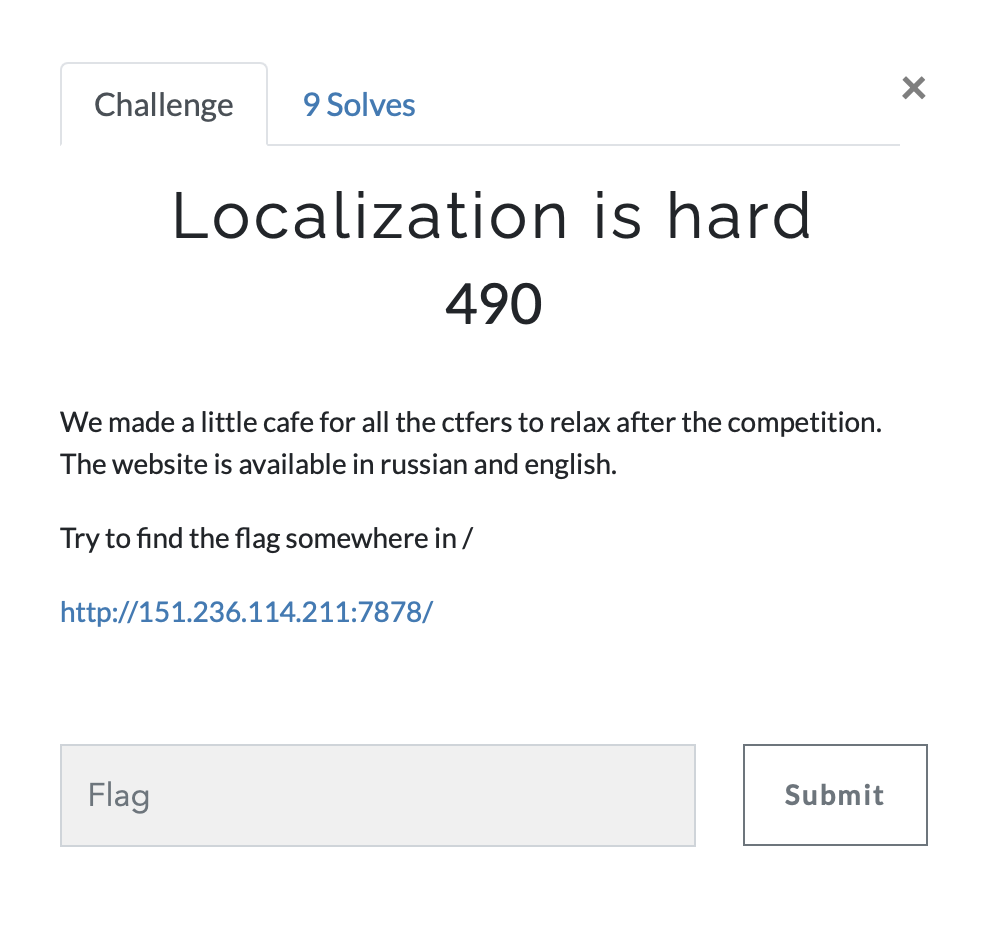 Challenge
9 Solves
×
Localization is hard
490
We made a little cafe for all the ctfers to relax after the competition.
The website is available in russian and english.
Try to find the flag somewhere in /
http://151.236.114.211:7878/
Flag
Submit